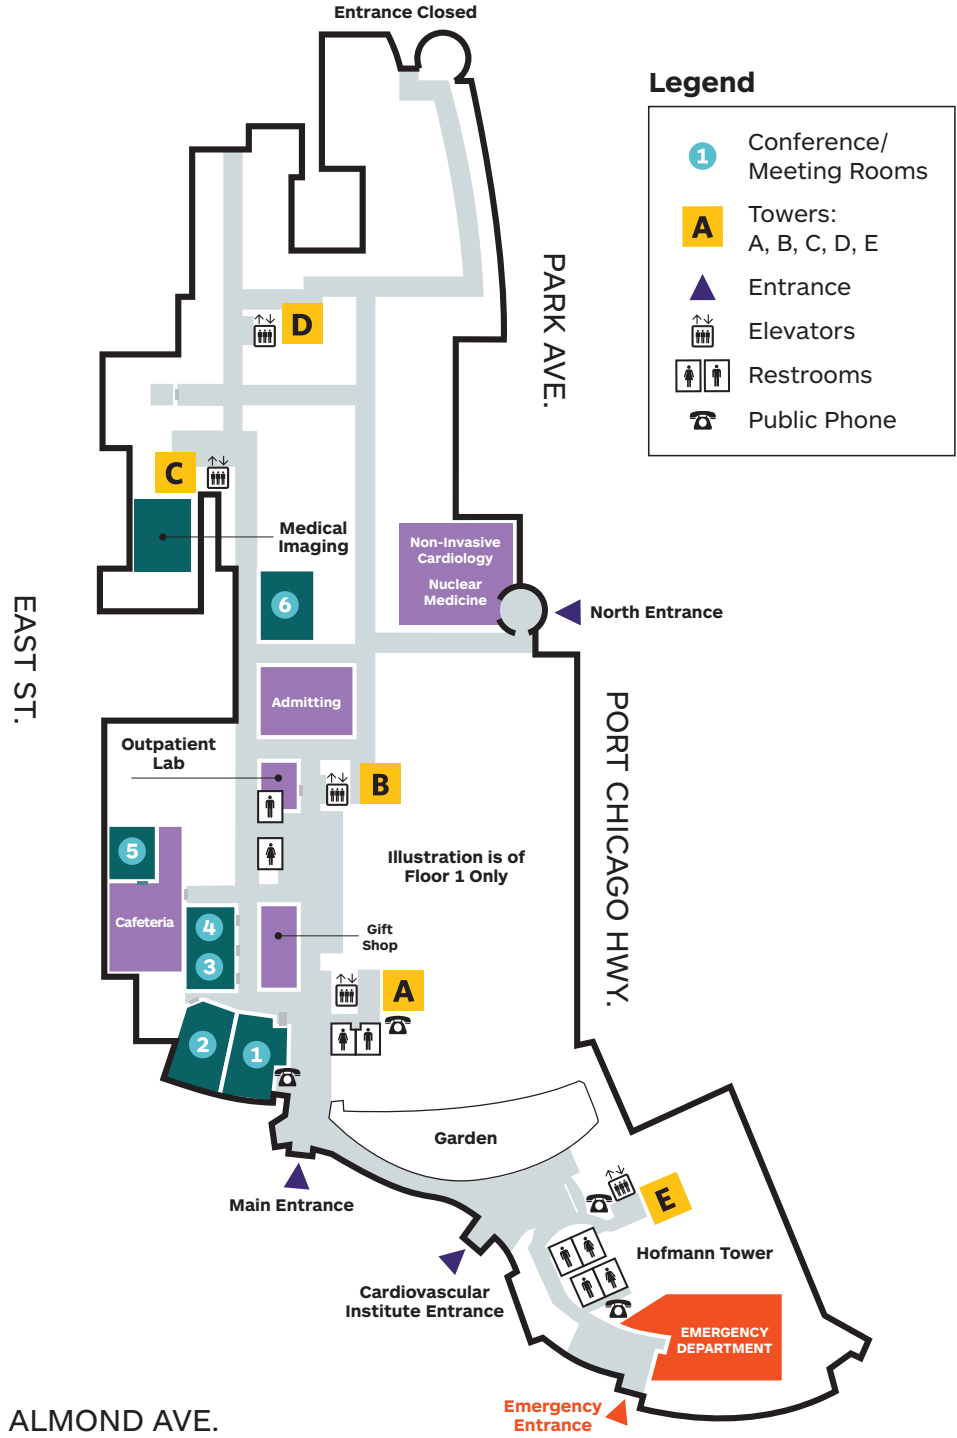 Entrance Closed
Legend
1
Conference/
Meeting Rooms
A
Towers:
A, B, C, D, E
Entrance
Elevators
Restrooms
Public Phone
PARK AVE.
D
C
Medical
Imaging
Non-Invasive
Cardiology
Nuclear
Medicine
6
North Entrance
EAST ST.
Admitting
PORT CHICAGO HWY.
Outpatient
Lab
B
5
Illustration is of
Floor 1 Only
Cafeteria
4
3
Gift
Shop
A
2
1
Garden
Main Entrance
E
Hofmann Tower
Cardiovascular
Institute Entrance
EMERGENCY
DEPARTMENT
Emergency
Entrance
ALMOND AVE.